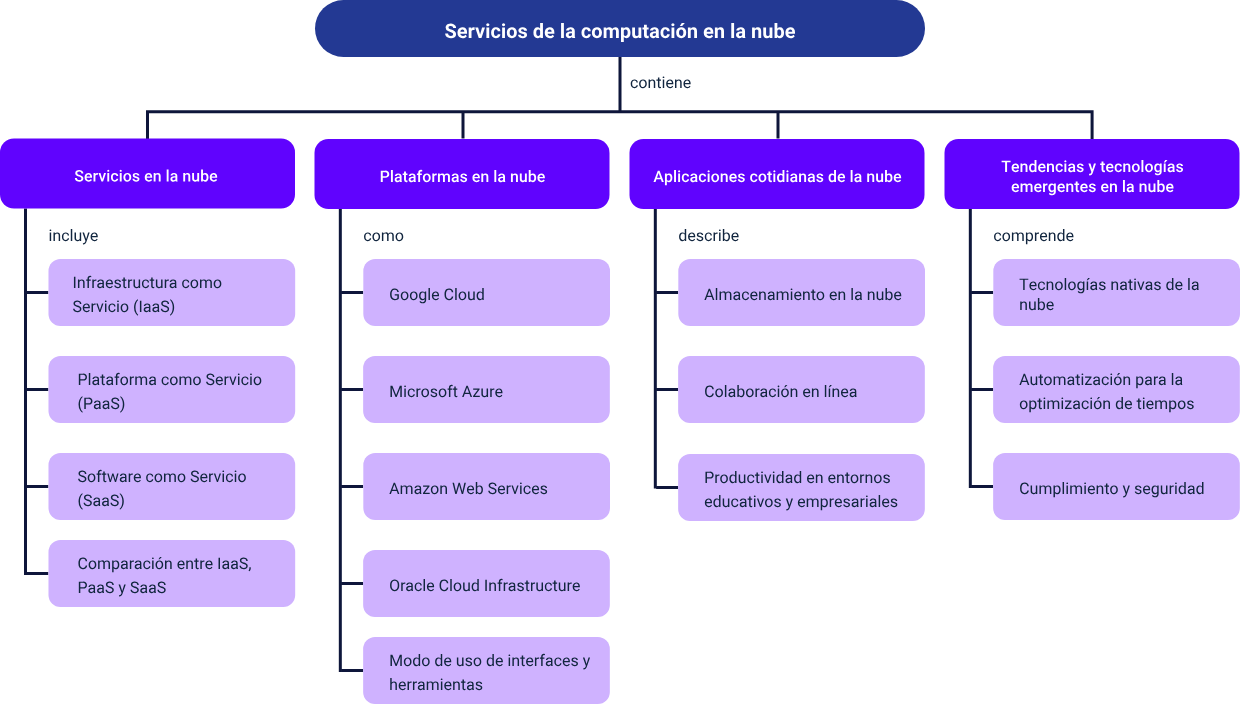 Servicios de la computación en la nube
contiene
Servicios en la nube
incluye
Infraestructura como
Servicio (IaaS)
Plataforma como Servicio
(PaaS)
Software como Servicio
(SaaS)
Comparación entre IaaS,
PaaS y SaaS
Plataformas en la nube
como
Google Cloud
Microsoft Azure
Amazon Web Services
Oracle Cloud Infrastructure
Modo de uso de interfaces y
herramientas
Aplicaciones cotidianas de la nube
describe
Almacenamiento en la nube
Colaboración en línea
Productividad en entornos
educativos y empresariales
Tendencias y tecnologías
emergentes en la nube
comprende
Tecnologías nativas de la
nube
Automatización para la
optimización de tiempos
Cumplimiento y seguridad